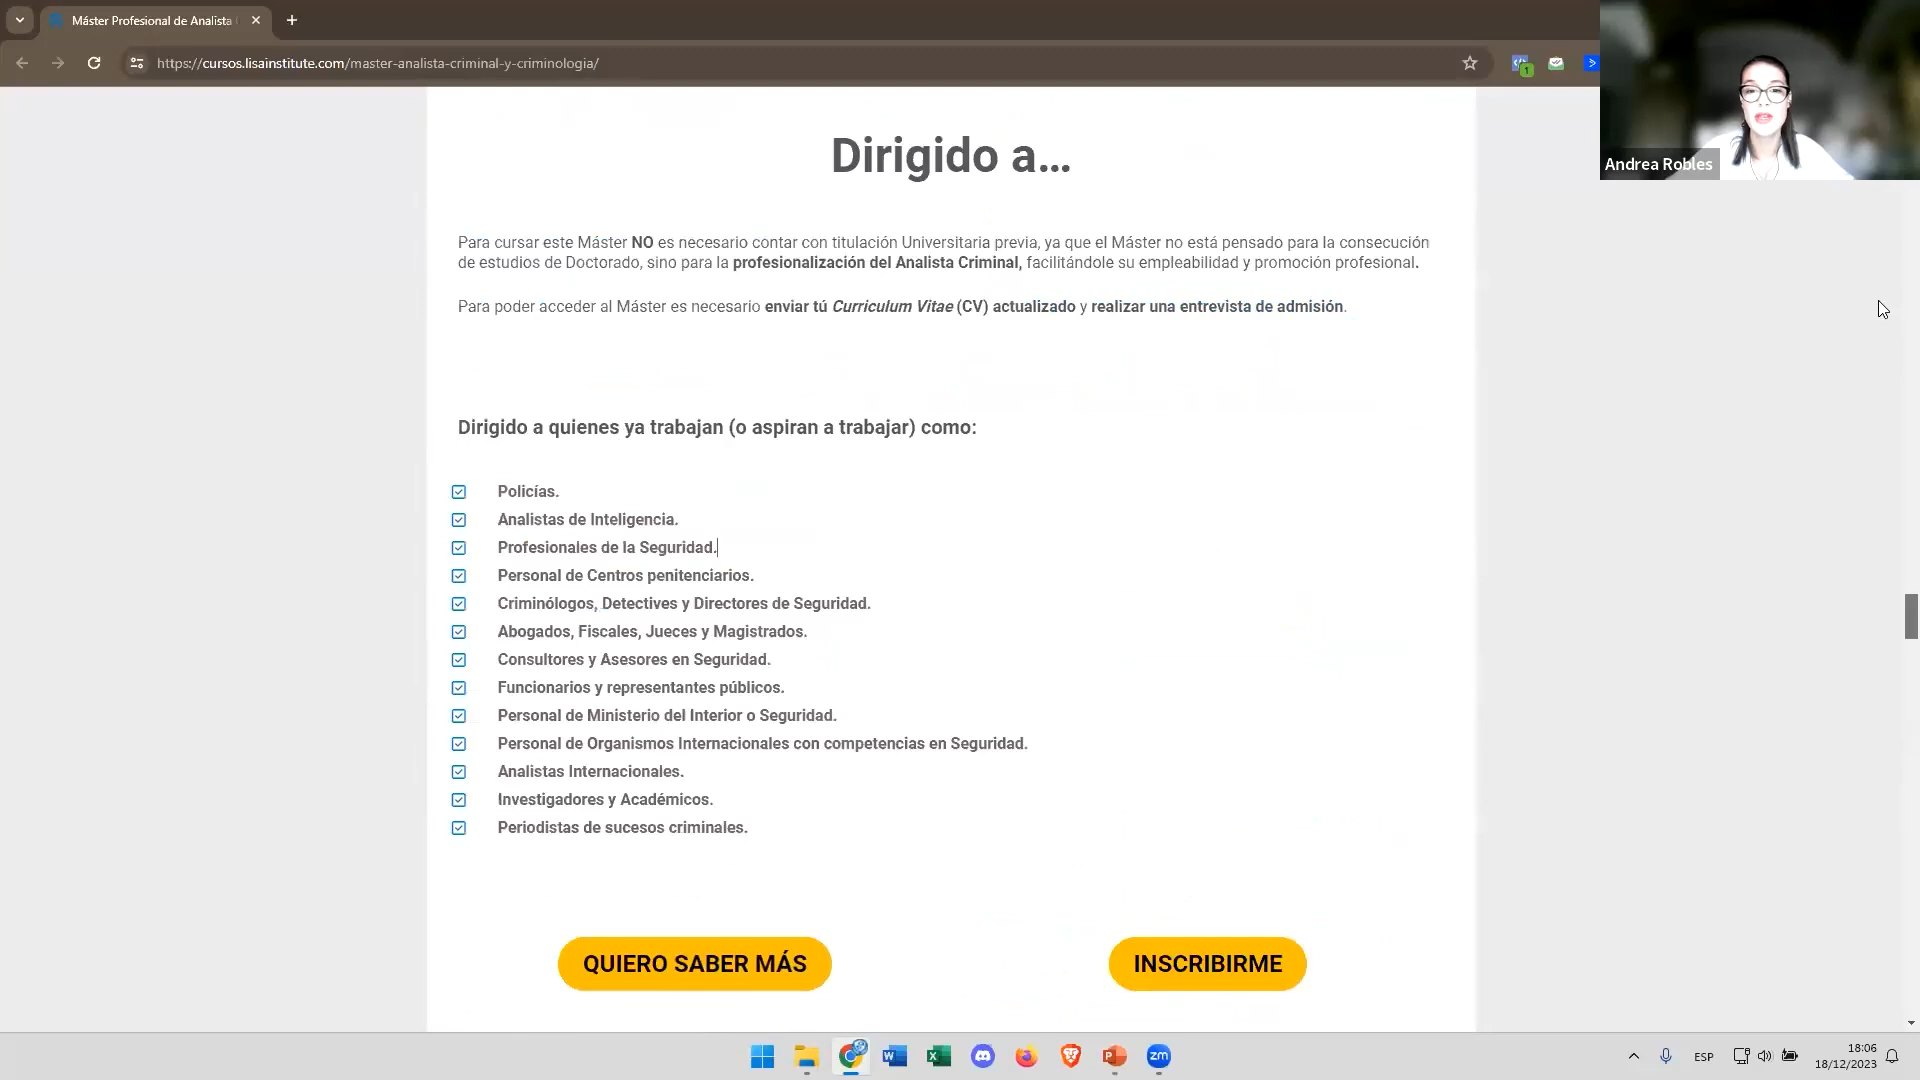 Máster Profesional de Analista
https://cursos.lisainstitute.com/master-analista-criminal-y-criminologia/
1
Andrea Robles
Dirigido a...
Para cursar este Máster NO es necesario contar con titulación Universitaria previa, ya que el Máster no está pensado para la consecución
de estudios de Doctorado, sino para la profesionalización del Analista Criminal, facilitándole su empleabilidad y promoción profesional.
Para poder acceder al Máster es necesario enviar tú Curriculum Vitae (CV) actualizado y realizar una entrevista de admisión.
Dirigido a quienes ya trabajan (o aspiran a trabajar) como:
Policías.
Analistas de Inteligencia.
Profesionales de la Seguridad.
Personal de Centros penitenciarios.
Criminólogos, Detectives y Directores de Seguridad.
Abogados, Fiscales, Jueces y Magistrados.
Consultores y Asesores en Seguridad.
Funcionarios y representantes públicos.
Personal de Ministerio del Interior o Seguridad.
Personal de Organismos Internacionales con competencias en Seguridad.
Analistas Internacionales.
Investigadores y Académicos.
Periodistas de sucesos criminales.
QUIERO SABER MÁS
INSCRIBIRME
zm
ESP
18:06
18/12/2023